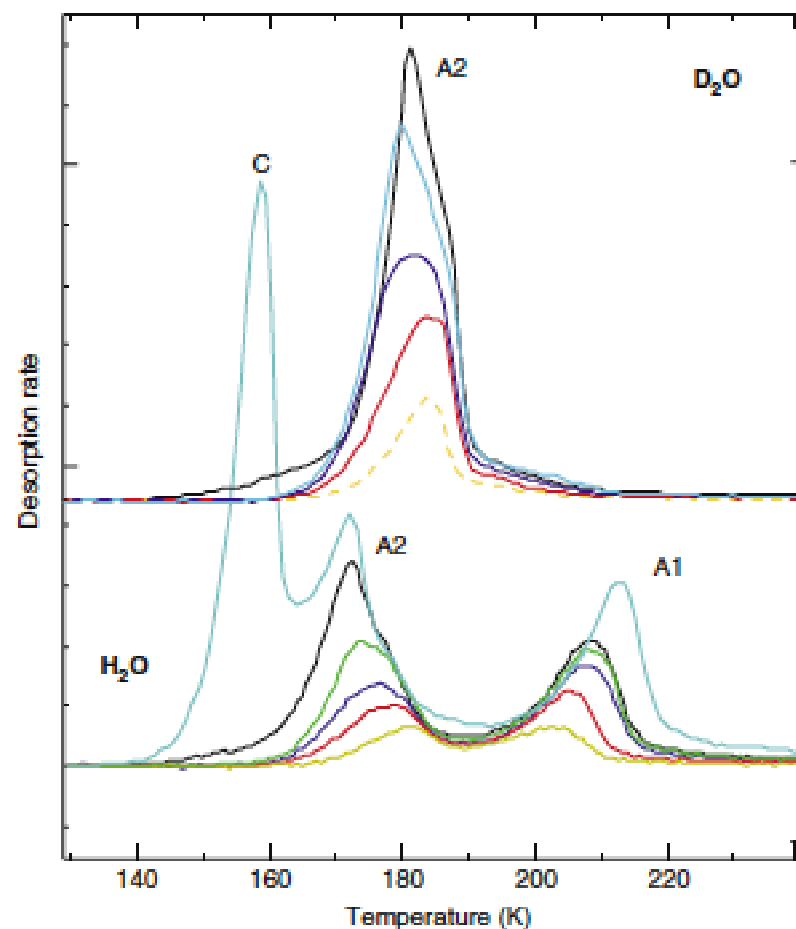 A2
D₂O
C
Desorption rate
A2
A1
H₂O
140 160 180 200 220
Temperature (K)